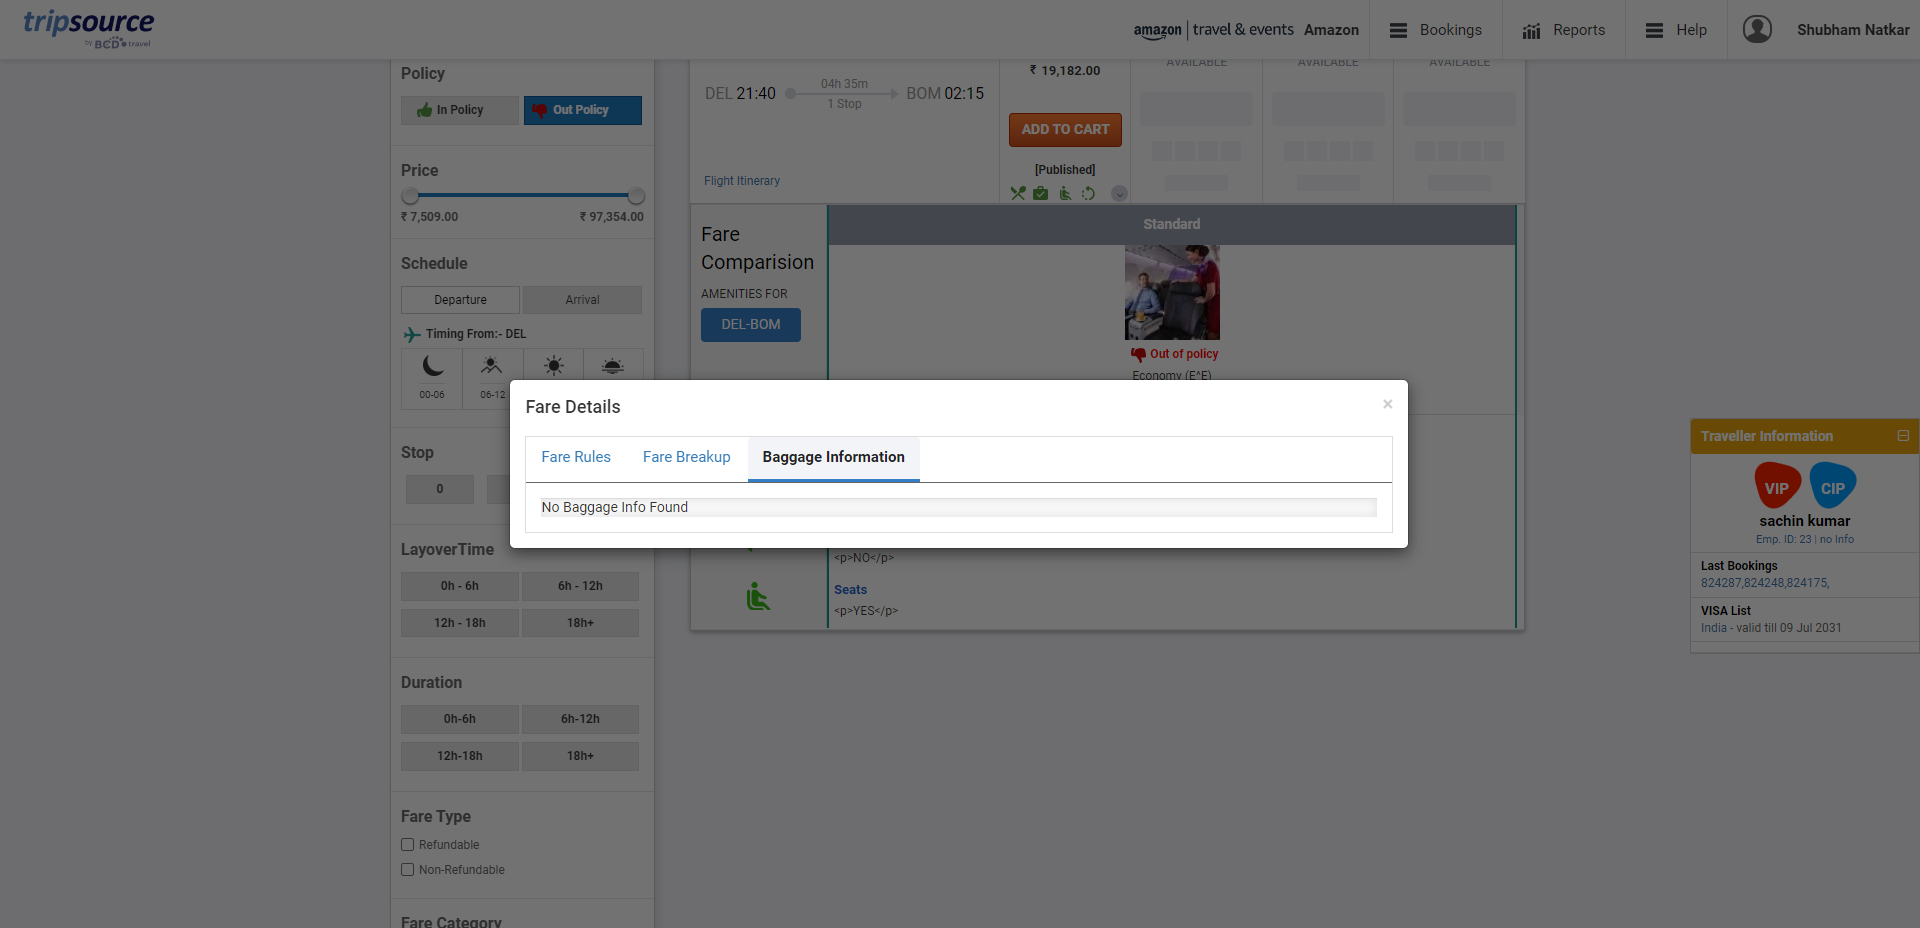 tripsource
by BCD travel
amazon | travel & events Amazon
Bookings
Reports
Help
Shubham Natkar
Policy
In Policy
Out Policy
Price
₹ 7,509.00
₹ 97,354.00
Schedule
Departure
Arrival
Timing From:- DEL
00-06
06-12
Stop
0
LayoverTime
0h - 6h
6h - 12h
12h - 18h
18h+
Duration
0h-6h
6h-12h
12h-18h
18h+
Fare Type
Refundable
Non-Refundable
Fare Category
DEL 21:40
04h 35m
1 Stop
BOM 02:15
Flight Itinerary
₹ 19,182.00
ADD TO CART
[Published]
AVAILABLE
AVAILABLE
AVAILABLE
Fare
Comparision
AMENITIES FOR
DEL-BOM
Standard
Out of policy
Economy (E^E)
Fare Details
×
Fare Rules
Fare Breakup
Baggage Information
No Baggage Info Found
<p>NO</p>
Seats
<p>YES</p>
Traveller Information
VIP
CIP
sachin kumar
Emp. ID: 23 | no Info
Last Bookings
824287,824248,824175,
VISA List
India - valid till 09 Jul 2031